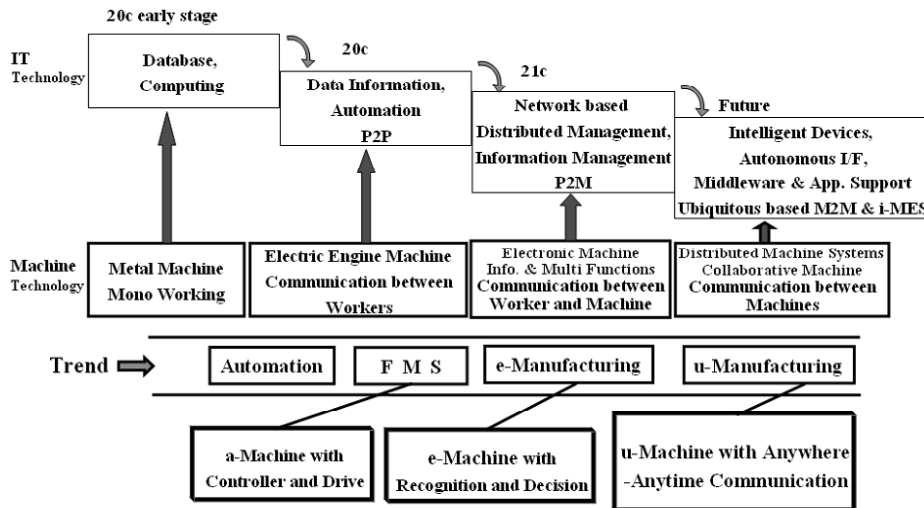 20c early stage
IT
Technology
Database,
Computing
20c
Data Information,
Automation
P2P
21c
Network based
Distributed Management,
Information Management
P2M
Future
Intelligent Devices,
Autonomous I/F,
Middleware & App. Support
Ubiquitous based M2M & i-MES
Machine
Technology
Metal Machine
Mono Working
Electric Engine Machine
Communication between
Workers
Electronic Machine
Info. & Multi Functions
Communication between
Worker and Machine
Distributed Machine Systems
Collaborative Machine
Communication between
Machines
Trend
Automation
F M S
e-Manufacturing
u-Manufacturing
a-Machine with
Controller and Drive
e-Machine with
Recognition and Decision
u-Machine with Anywhere
-Anytime Communication